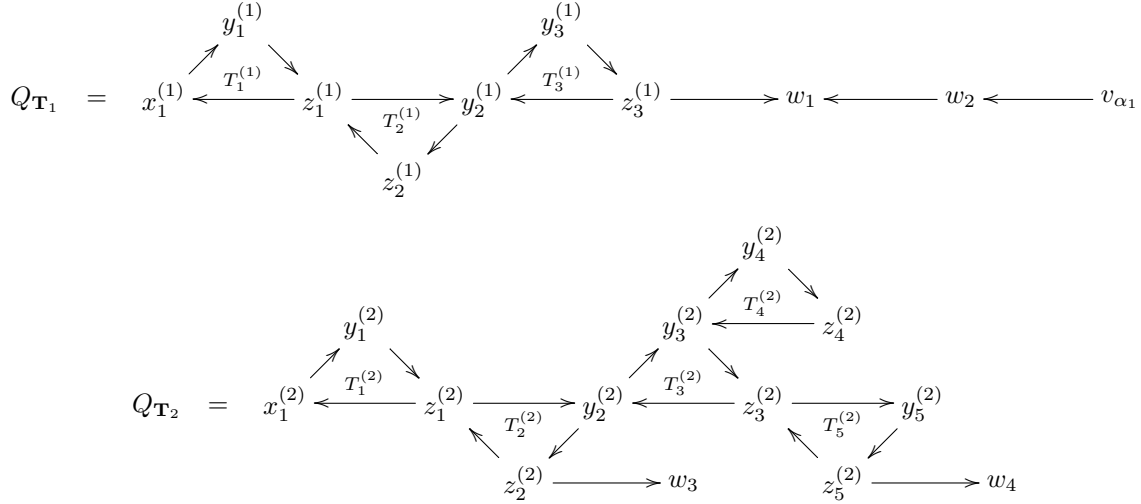 y_1^{(1)} y_3^{(1)}
Q_{𝐓_1} = x_1^{(1)} T_1^{(1)} z_1^{(1)} T_2^{(1)} y_2^{(1)} T_3^{(1)} z_3^{(1)} w_1 w_2 v_{α_1}
z_2^{(1)}
y_4^{(2)}
y_1^{(2)} y_3^{(2)} T_4^{(2)} z_4^{(2)}
Q_{𝐓_2} = x_1^{(2)} T_1^{(2)} z_1^{(2)} T_2^{(2)} y_2^{(2)} T_3^{(2)} z_3^{(2)} T_5^{(2)} y_5^{(2)}
z_2^{(2)} w_3 z_5^{(2)} w_4